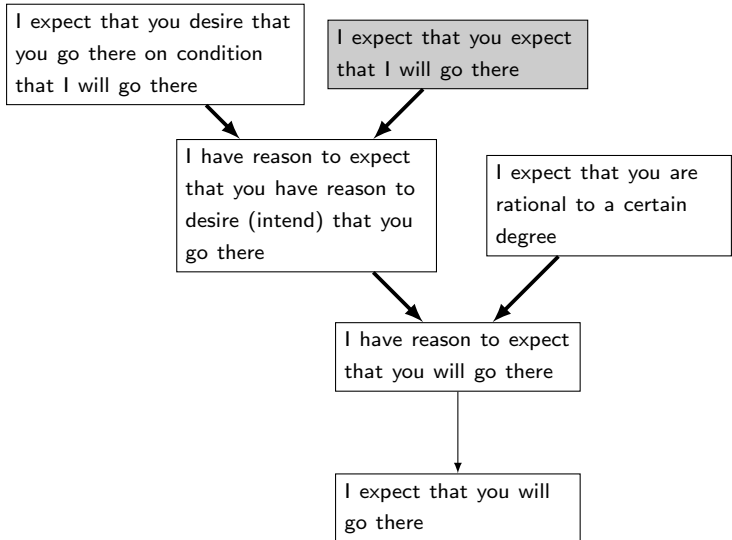 I expect that you desire that
you go there on condition
that I will go there
I expect that you expect
that I will go there
I have reason to expect
that you have reason to
desire (intend) that you
go there
I expect that you are
rational to a certain
degree
I have reason to expect
that you will go there
I expect that you will
go there